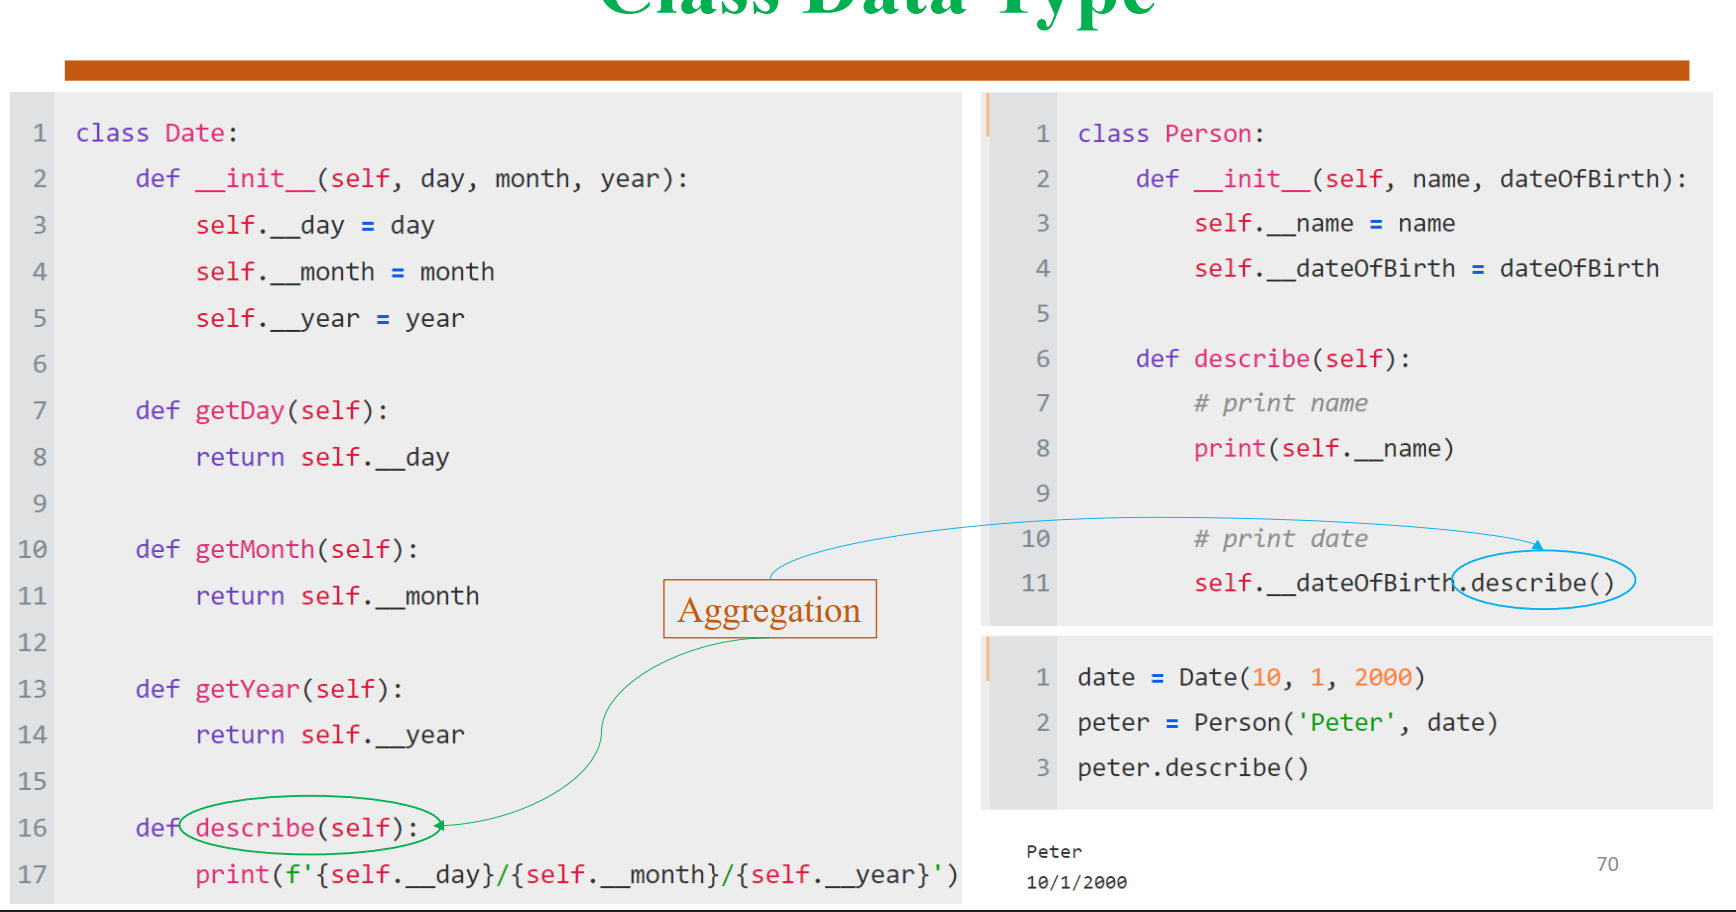 Class Data Type
1 class Date:
2     def __init__(self, day, month, year):
3         self.__day = day
4         self.__month = month
5         self.__year = year
6
7     def getDay(self):
8         return self.__day
9
10     def getMonth(self):
11         return self.__month
12
13     def getYear(self):
14         return self.__year
15
16     def describe(self):
17         print(f'{self.__day}/{self.__month}/{self.__year}')
Aggregation
1 class Person:
2     def __init__(self, name, dateOfBirth):
3         self.__name = name
4         self.__dateOfBirth = dateOfBirth
5
6     def describe(self):
7         # print name
8         print(self.__name)
9
10         # print date
11         self.__dateOfBirth.describe()
1 date = Date(10, 1, 2000)
2 peter = Person('Peter', date)
3 peter.describe()
Peter
10/1/2000
70